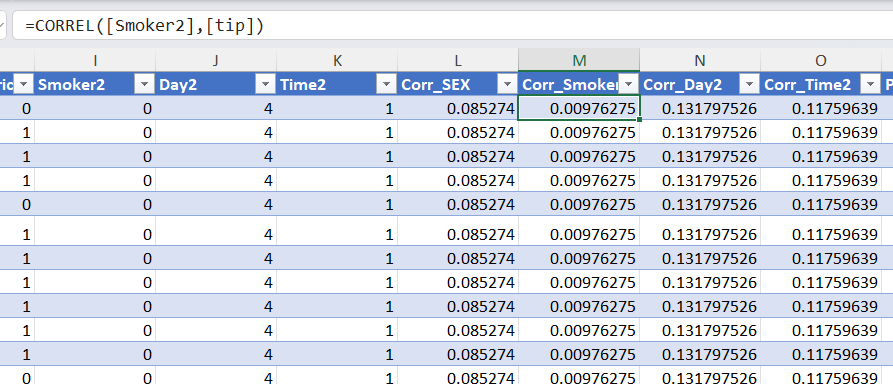 =CORREL([Smoker2],[tip])
I J K L M N O
ric Smoker2 Day2 Time2 Corr_SEX Corr_Smoke Corr_Day2 Corr_Time2 P
0 0 4 1 0.085274 0.00976275 0.131797526 0.11759639
1 0 4 1 0.085274 0.00976275 0.131797526 0.11759639
1 0 4 1 0.085274 0.00976275 0.131797526 0.11759639
1 0 4 1 0.085274 0.00976275 0.131797526 0.11759639
0 0 4 1 0.085274 0.00976275 0.131797526 0.11759639
1 0 4 1 0.085274 0.00976275 0.131797526 0.11759639
1 0 4 1 0.085274 0.00976275 0.131797526 0.11759639
1 0 4 1 0.085274 0.00976275 0.131797526 0.11759639
1 0 4 1 0.085274 0.00976275 0.131797526 0.11759639
1 0 4 1 0.085274 0.00976275 0.131797526 0.11759639
1 0 4 1 0.085274 0.00976275 0.131797526 0.11759639
0 0 4 1 0.085274 0.00976275 0.131797526 0.11759639